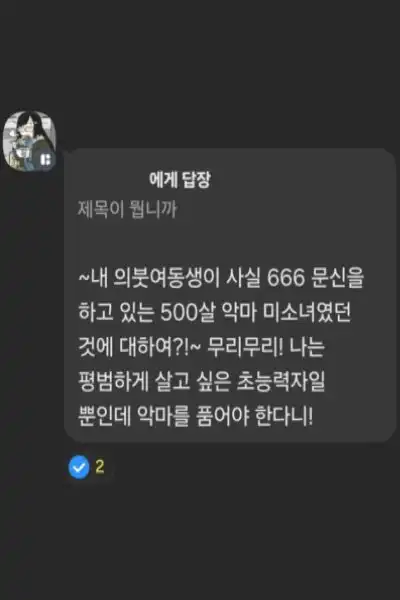 에게 답장
제목이 뭡니까
~내 의붓여동생이 사실 666 문신을
하고 있는 500살 악마 미소녀였던
것에 대하여?!~ 무리무리! 나는
평범하게 살고 싶은 초능력자일
뿐인데 악마를 품어야 한다니!
2